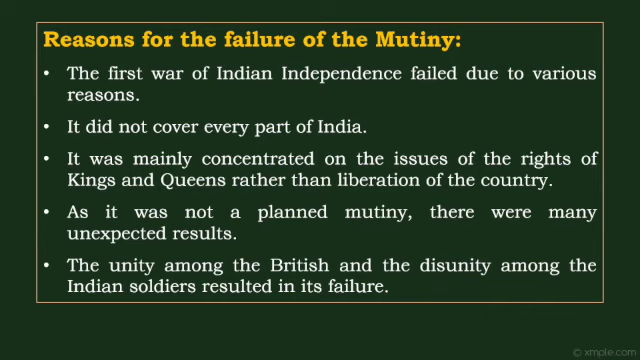 Reasons for the failure of the Mutiny:
• The first war of Indian Independence failed due to various
reasons.
• It did not cover every part of India.
• It was mainly concentrated on the issues of the rights of
Kings and Queens rather than liberation of the country.
• As it was not a planned mutiny, there were many
unexpected results.
• The unity among the British and the disunity among the
Indian soldiers resulted in its failure.
© xmple.com